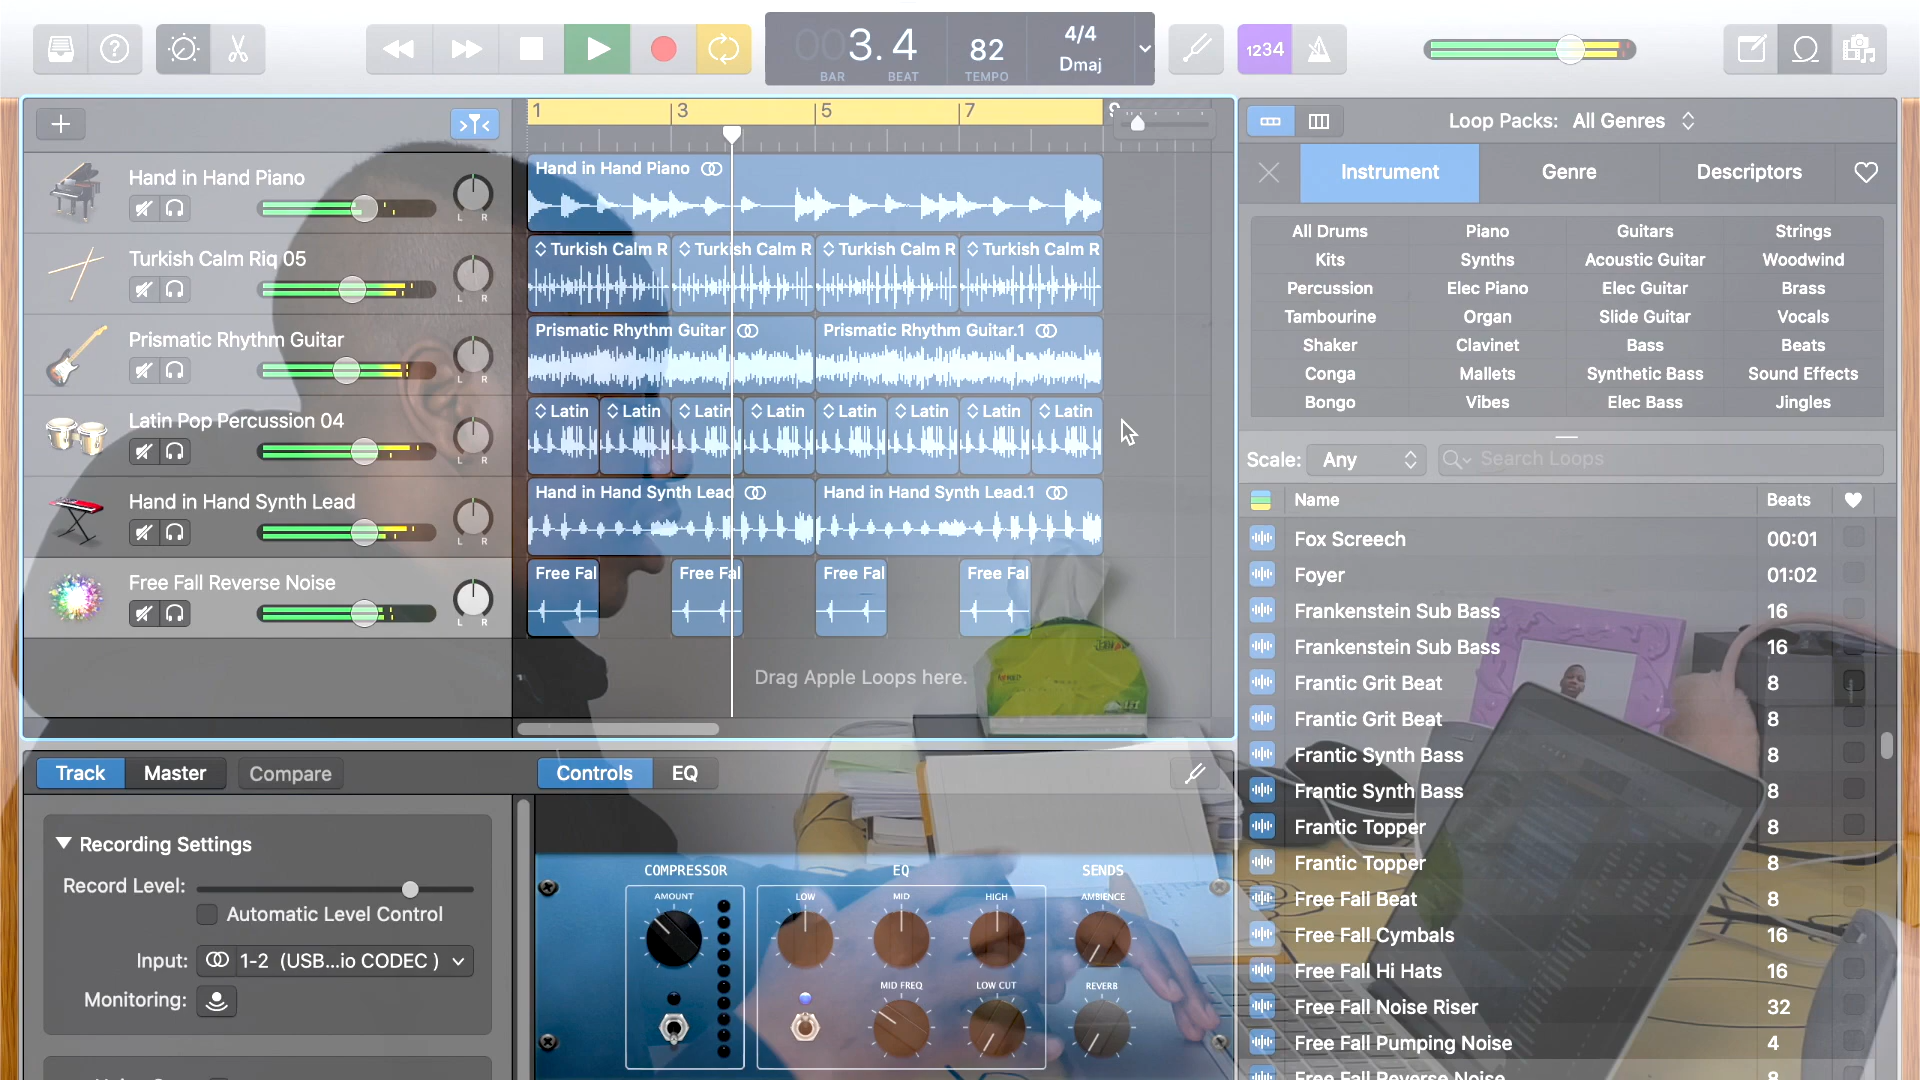 003.4
BAR BEAT
82
TEMPO
4/4
Dmaj
1234
1 3 5 7 9
Loop Packs: All Genres
Instrument Genre Descriptors
All Drums Piano Guitars Strings
Kits Synths Acoustic Guitar Woodwind
Percussion Elec Piano Elec Guitar Brass
Tambourine Organ Slide Guitar Vocals
Shaker Clavinet Bass Beats
Conga Mallets Synthetic Bass Sound Effects
Bongo Vibes Elec Bass Jingles
Scale: Any Search Loops
Name Beats
Fox Screech 00:01
Foyer 01:02
Frankenstein Sub Bass 16
Frankenstein Sub Bass 16
Frantic Grit Beat 8
Frantic Grit Beat 8
Frantic Synth Bass 8
Frantic Synth Bass 8
Frantic Topper 8
Frantic Topper 8
Free Fall Beat 8
Free Fall Cymbals 16
Free Fall Hi Hats 16
Free Fall Noise Riser 32
Free Fall Pumping Noise 4
Free Fall Reverse Noise 8
Hand in Hand Piano
L R
Turkish Calm Riq 05
L R
Prismatic Rhythm Guitar
L R
Latin Pop Percussion 04
L R
Hand in Hand Synth Lead
L R
Free Fall Reverse Noise
L R
Hand in Hand Piano
Turkish Calm R Turkish Calm R Turkish Calm R Turkish Calm R
Prismatic Rhythm Guitar Prismatic Rhythm Guitar.1
Latin Latin Latin Latin Latin Latin Latin Latin
Hand in Hand Synth Lead Hand in Hand Synth Lead.1
Free Fal Free Fal Free Fal Free Fal
Drag Apple Loops here.
Track Master Compare
Controls EQ
Recording Settings
Record Level:
Automatic Level Control
Input: 1-2 (USB...io CODEC )
Monitoring:
COMPRESSOR EQ SENDS
AMOUNT LOW MID HIGH AMBIENCE
MID FREQ LOW CUT REVERB